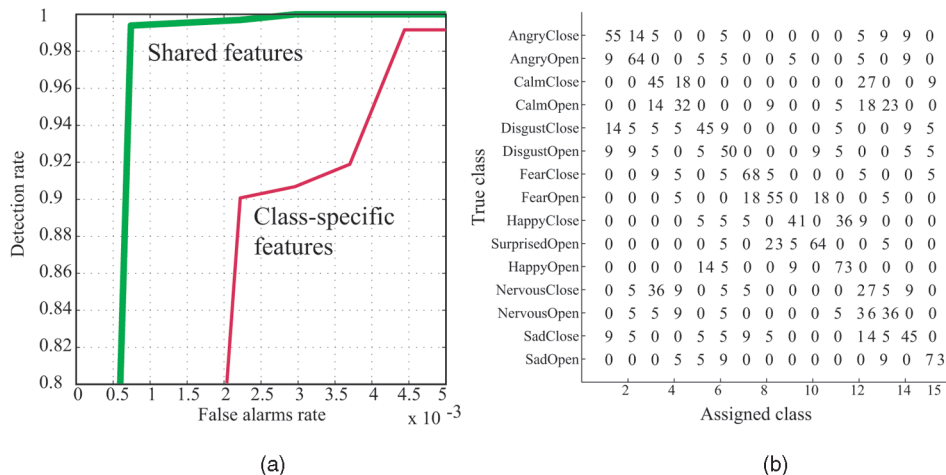 1
0.98
0.96
0.94
0.92
0.9
0.88
0.86
0.84
0.82
0.8
Detection rate
Shared features
Class-specific
features
0 0.5 1 1.5 2 2.5 3 3.5 4 4.5 5
False alarms rate
x 10 -3
(a)
True class
AngryClose 55 14 5 0 0 5 0 0 0 0 0 5 9 9 0
AngryOpen 9 64 0 0 5 5 0 0 5 0 0 5 0 9 0
CalmClose 0 0 45 18 0 0 0 0 0 0 0 27 0 0 9
CalmOpen 0 0 14 32 0 0 0 9 0 0 5 18 23 0 0
DisgustClose 14 5 5 5 45 9 0 0 0 0 5 0 0 9 5
DisgustOpen 9 9 5 0 5 50 0 0 0 9 5 0 0 5 5
FearClose 0 0 9 5 0 5 68 5 0 0 0 5 0 0 5
FearOpen 0 0 0 5 0 0 18 55 0 18 0 0 5 0 0
HappyClose 0 0 0 0 5 5 5 0 41 0 36 9 0 0 0
SurprisedOpen 0 0 0 0 0 5 0 23 5 64 0 0 5 0 0
HappyOpen 0 0 0 0 14 5 0 0 9 0 73 0 0 0 0
NervousClose 0 5 36 9 0 5 5 0 0 0 0 27 5 9 0
NervousOpen 0 5 5 9 0 5 0 0 0 0 5 36 36 0 0
SadClose 9 5 0 0 5 5 9 5 0 0 0 14 5 45 0
SadOpen 0 0 0 5 5 9 0 0 0 0 0 0 9 0 73
2 4 6 8 10 12 14 15
Assigned class
(b)